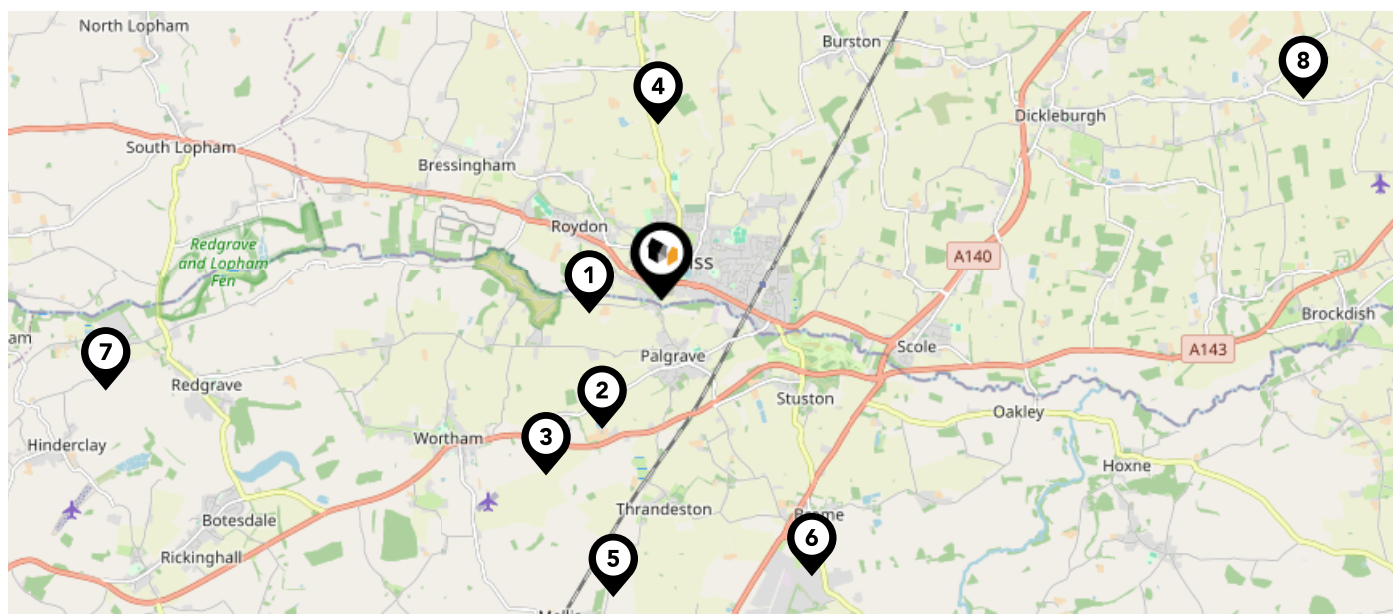 North Lopham
Burston
8
4
Dickleburgh
South Lopham
Bressingham
Roydon
Redgrave
and Lopham
Fen
A140
1
Brockdish
7
Palgrave
Scole
A143
Redgrave
2
Stuston
Oakley
3
Wortham
Hinderclay
Hoxne
Botesdale
Thrandeston
6
Rickinghall
5